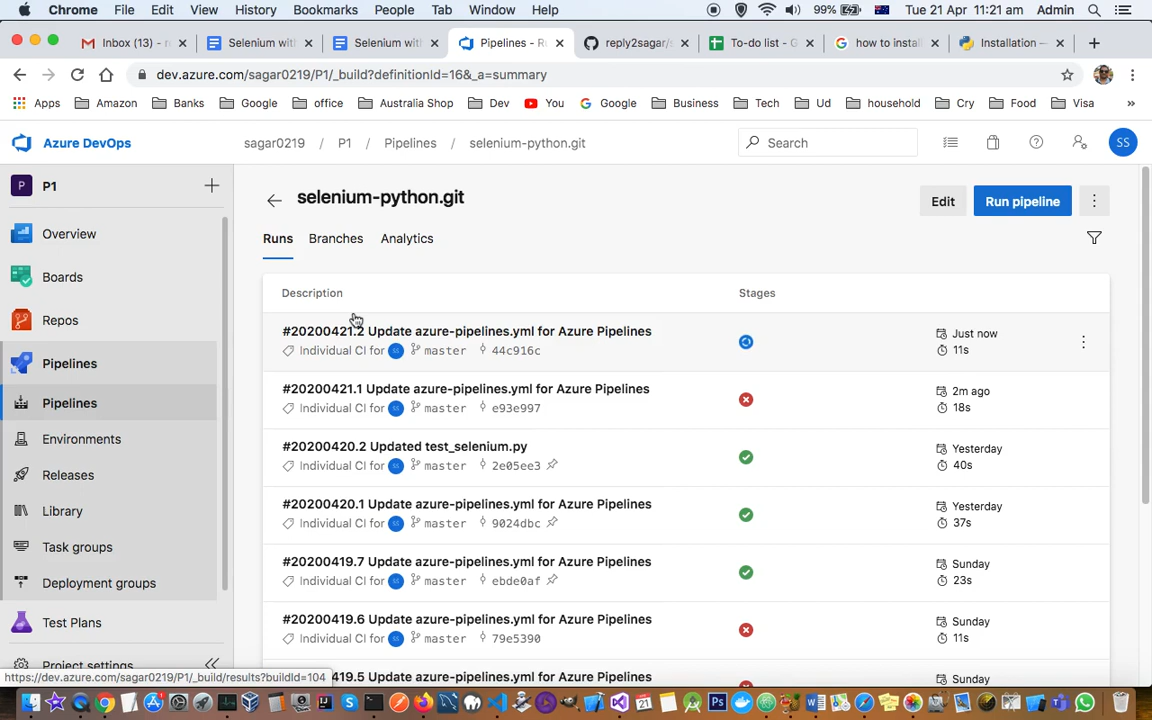 Chrome File Edit View History Bookmarks People Tab Window Help 99% Tue 21 Apr 11:21 am Admin
Inbox (13) - r
Selenium wit
Selenium wit
Pipelines - R
reply2sagar/s
To-do list - G
how to instal
Installation —
dev.azure.com/sagar0219/P1/_build?definitionId=16&_a=summary
Apps Amazon Banks Google office Australia Shop Dev You Google Business Tech Ud household Cry Food Visa »
Azure DevOps sagar0219 / P1 / Pipelines / selenium-python.git Search SS
P P1
Overview
Boards
Repos
Pipelines
Pipelines
Environments
Releases
Library
Task groups
Deployment groups
Test Plans
Project settings
selenium-python.git
Edit Run pipeline
Runs Branches Analytics
Description Stages
#20200421.2 Update azure-pipelines.yml for Azure Pipelines
Individual CI for SS master 44c916c
Just now
11s
#20200421.1 Update azure-pipelines.yml for Azure Pipelines
Individual CI for SS master e93e997
2m ago
18s
#20200420.2 Updated test_selenium.py
Individual CI for SS master 2e05ee3
Yesterday
40s
#20200420.1 Update azure-pipelines.yml for Azure Pipelines
Individual CI for SS master 9024dbc
Yesterday
37s
#20200419.7 Update azure-pipelines.yml for Azure Pipelines
Individual CI for SS master ebde0af
Sunday
23s
#20200419.6 Update azure-pipelines.yml for Azure Pipelines
Individual CI for SS master 79e5390
Sunday
11s
419.5 Update azure-pipelines.yml for Azure Pipelines
Sunday
https://dev.azure.com/sagar0219/P1/_build/results?buildId=104